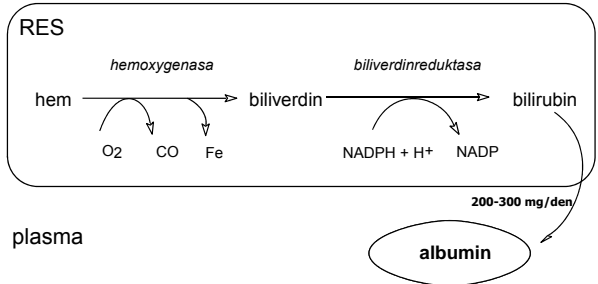 RES
hemoxygenasa biliverdinreduktasa
hem biliverdin bilirubin
O2 CO Fe NADPH + H+ NADP
200-300 mg/den
plasma
albumin